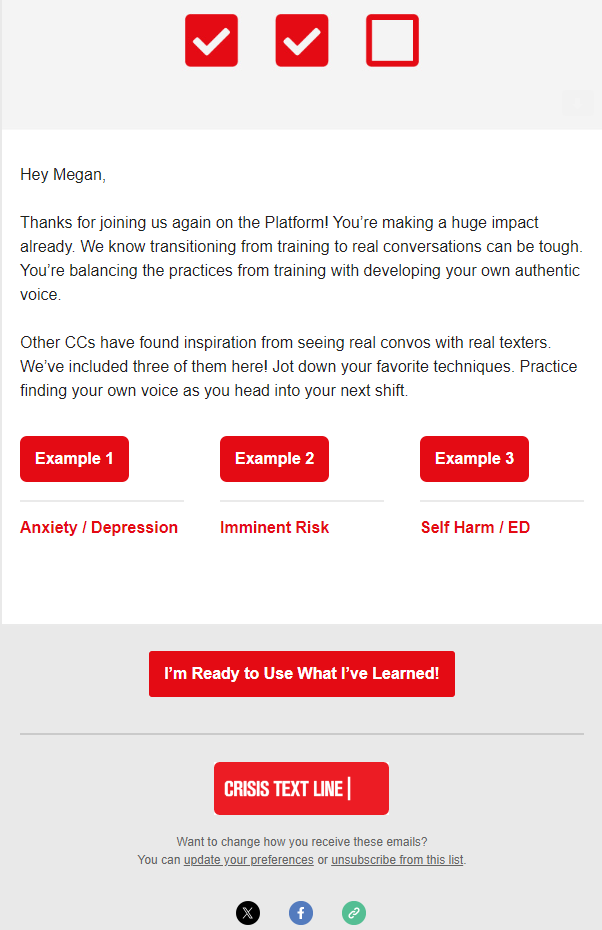 Hey Megan,
Thanks for joining us again on the Platform! You’re making a huge impact
already. We know transitioning from training to real conversations can be tough.
You’re balancing the practices from training with developing your own authentic
voice.
Other CCs have found inspiration from seeing real convos with real texters.
We’ve included three of them here! Jot down your favorite techniques. Practice
finding your own voice as you head into your next shift.
Example 1
Example 2
Example 3
Anxiety / Depression
Imminent Risk
Self Harm / ED
I’m Ready to Use What I’ve Learned!
CRISIS TEXT LINE |
Want to change how you receive these emails?
You can update your preferences or unsubscribe from this list.